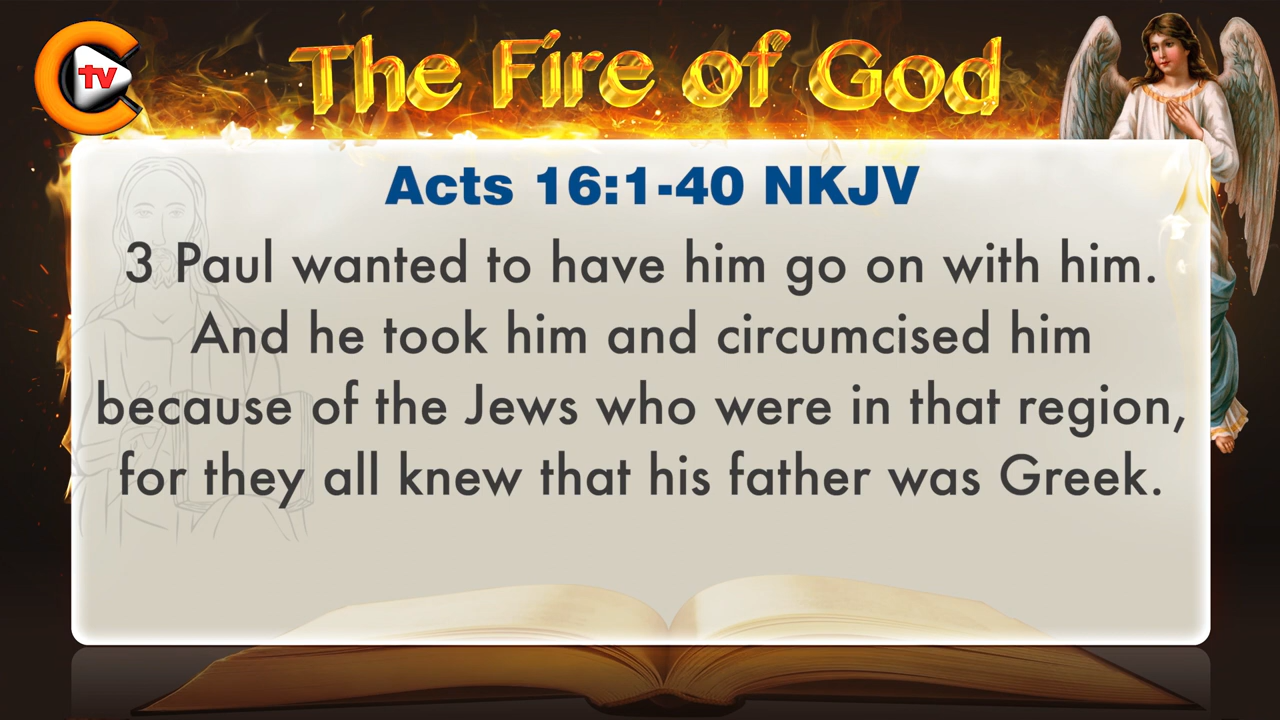 tv
The Fire of God
Acts 16:1-40 NKJV
3 Paul wanted to have him go on with him.
And he took him and circumcised him
because of the Jews who were in that region,
for they all knew that his father was Greek.